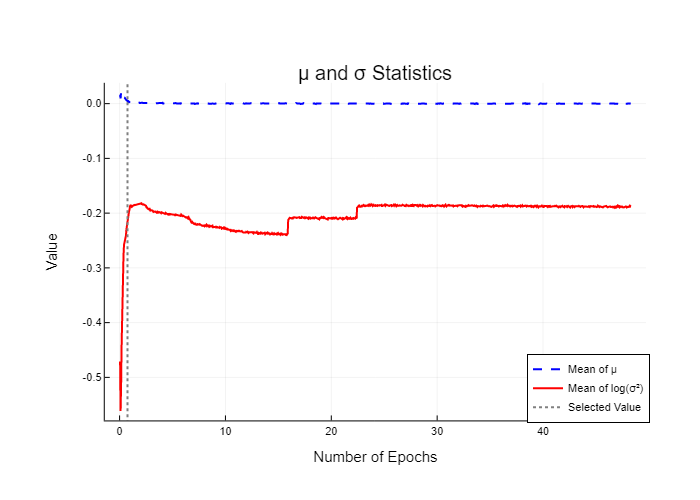 μ and σ Statistics
0.0
-0.1
-0.2
-0.3
-0.4
-0.5
Value
0 10 20 30 40
Number of Epochs
Mean of μ
Mean of log(σ²)
Selected Value